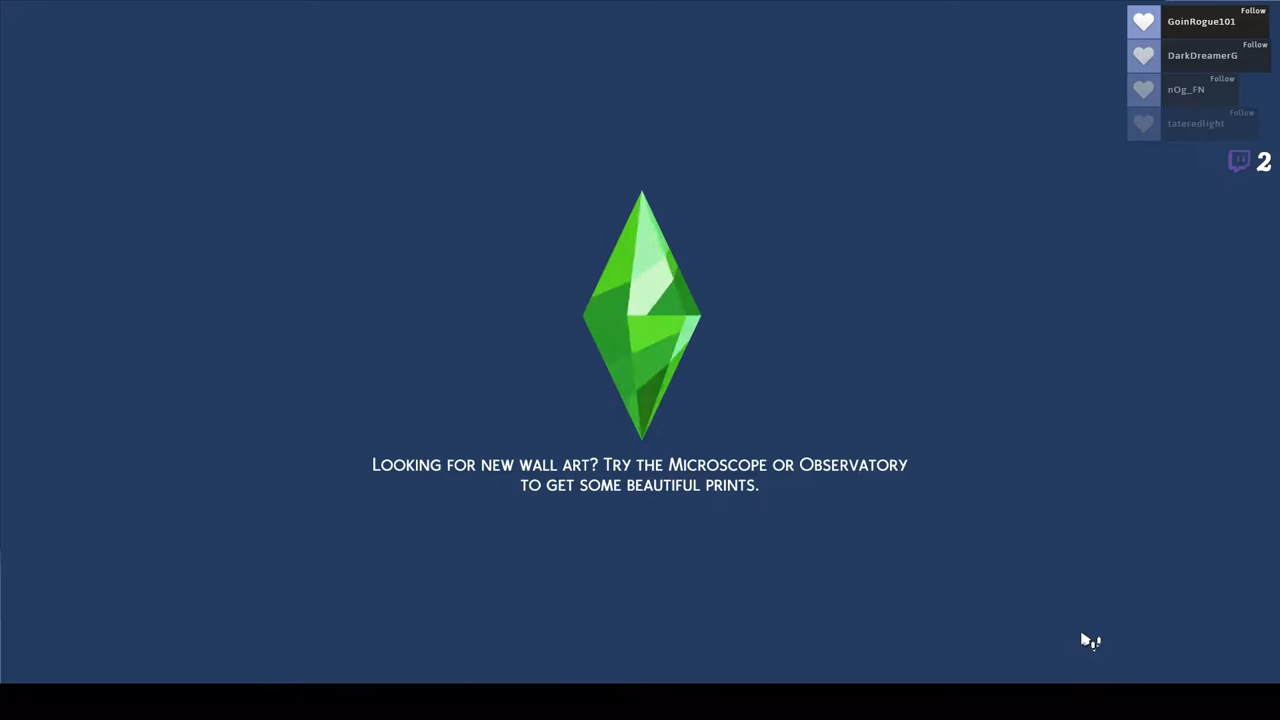 Follow
GoinRogue101
Follow
DarkDreamerG
Follow
nOg_FN
Follow
tateredlight
2
LOOKING FOR NEW WALL ART? TRY THE MICROSCOPE OR OBSERVATORY
TO GET SOME BEAUTIFUL PRINTS.